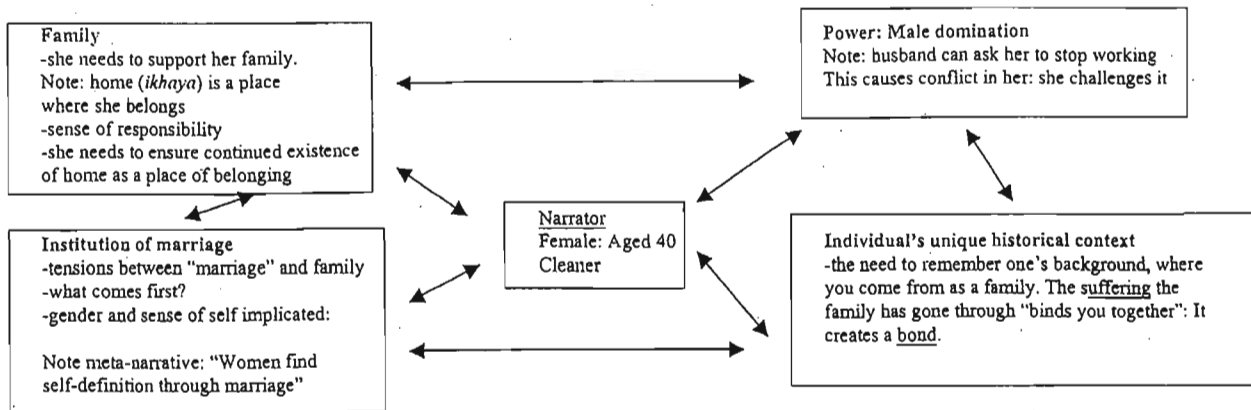 Family
-she needs to support her family.
Note: home (ikhaya) is a place
where she belongs
-sense of responsibility
-she needs to ensure continued existence
of home as a place of belonging
Power: Male domination
Note: husband can ask her to stop working
This causes conflict in her: she challenges it
Narrator
Female: Aged 40
Cleaner
Institution of marriage
-tensions between "marriage" and family
-what comes first?
-gender and sense of self implicated:
Note meta-narrative: "Women find
self-definition through marriage"
Individual's unique historical context
-the need to remember one's background, where
you come from as a family. The suffering the
family has gone through "binds you together": It
creates a bond.